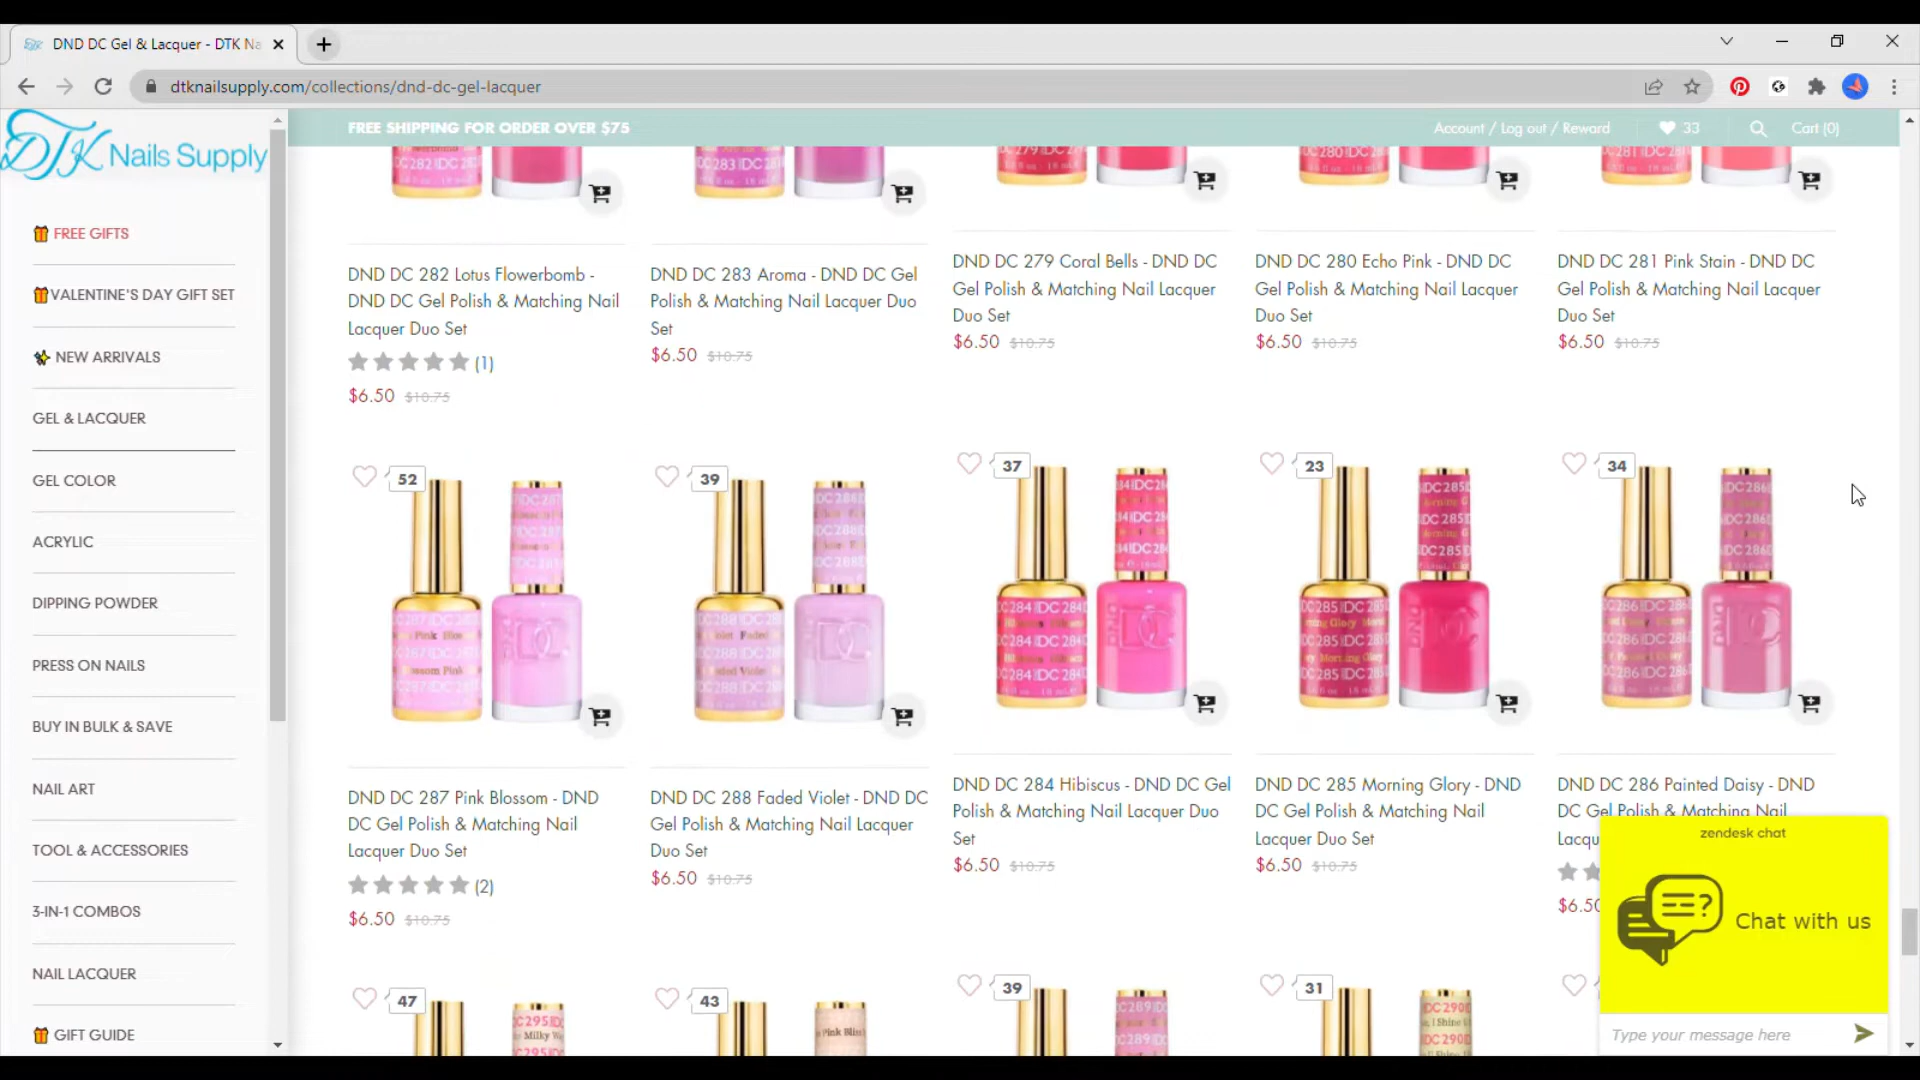 DND DC Gel & Lacquer - DTK Na
dtknailsupply.com/collections/dnd-dc-gel-lacquer
DTK Nails Supply
FREE SHIPPING FOR ORDER OVER $75
Account / Log out / Reward
33
Cart (0)
FREE GIFTS
VALENTINE'S DAY GIFT SET
NEW ARRIVALS
GEL & LACQUER
GEL COLOR
ACRYLIC
DIPPING POWDER
PRESS ON NAILS
BUY IN BULK & SAVE
NAIL ART
TOOL & ACCESSORIES
3-IN-1 COMBOS
NAIL LACQUER
GIFT GUIDE
DND DC 282 Lotus Flowerbomb -
DND DC Gel Polish & Matching Nail
Lacquer Duo Set
(1)
$6.50 $10.75
DND DC 283 Aroma - DND DC Gel
Polish & Matching Nail Lacquer Duo
Set
$6.50 $10.75
DND DC 279 Coral Bells - DND DC
Gel Polish & Matching Nail Lacquer
Duo Set
$6.50 $10.75
DND DC 280 Echo Pink - DND DC
Gel Polish & Matching Nail Lacquer
Duo Set
$6.50 $10.75
DND DC 281 Pink Stain - DND DC
Gel Polish & Matching Nail Lacquer
Duo Set
$6.50 $10.75
52
DND DC 287 Pink Blossom - DND
DC Gel Polish & Matching Nail
Lacquer Duo Set
(2)
$6.50 $10.75
39
DND DC 288 Faded Violet - DND DC
Gel Polish & Matching Nail Lacquer
Duo Set
$6.50 $10.75
37
DND DC 284 Hibiscus - DND DC Gel
Polish & Matching Nail Lacquer Duo
Set
$6.50 $10.75
23
DND DC 285 Morning Glory - DND
DC Gel Polish & Matching Nail
Lacquer Duo Set
$6.50 $10.75
34
DND DC 286 Painted Daisy - DND
DC Gel Polish & Matching Nail
$6.50
47
43
39
31
zendesk chat
Chat with us
Type your message here